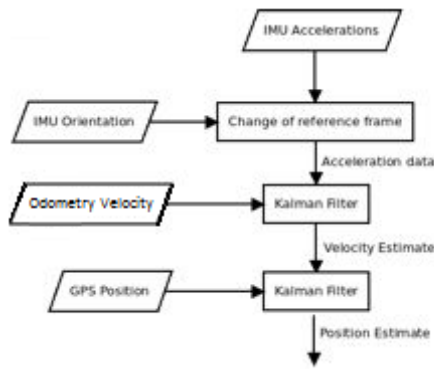 IMU Accelerations
IMU Orientation
Change of reference frame
Acceleration data
Odometry Velocity
Kalman Filter
Velocity Estimate
GPS Position
Kalman Filter
Position Estimate